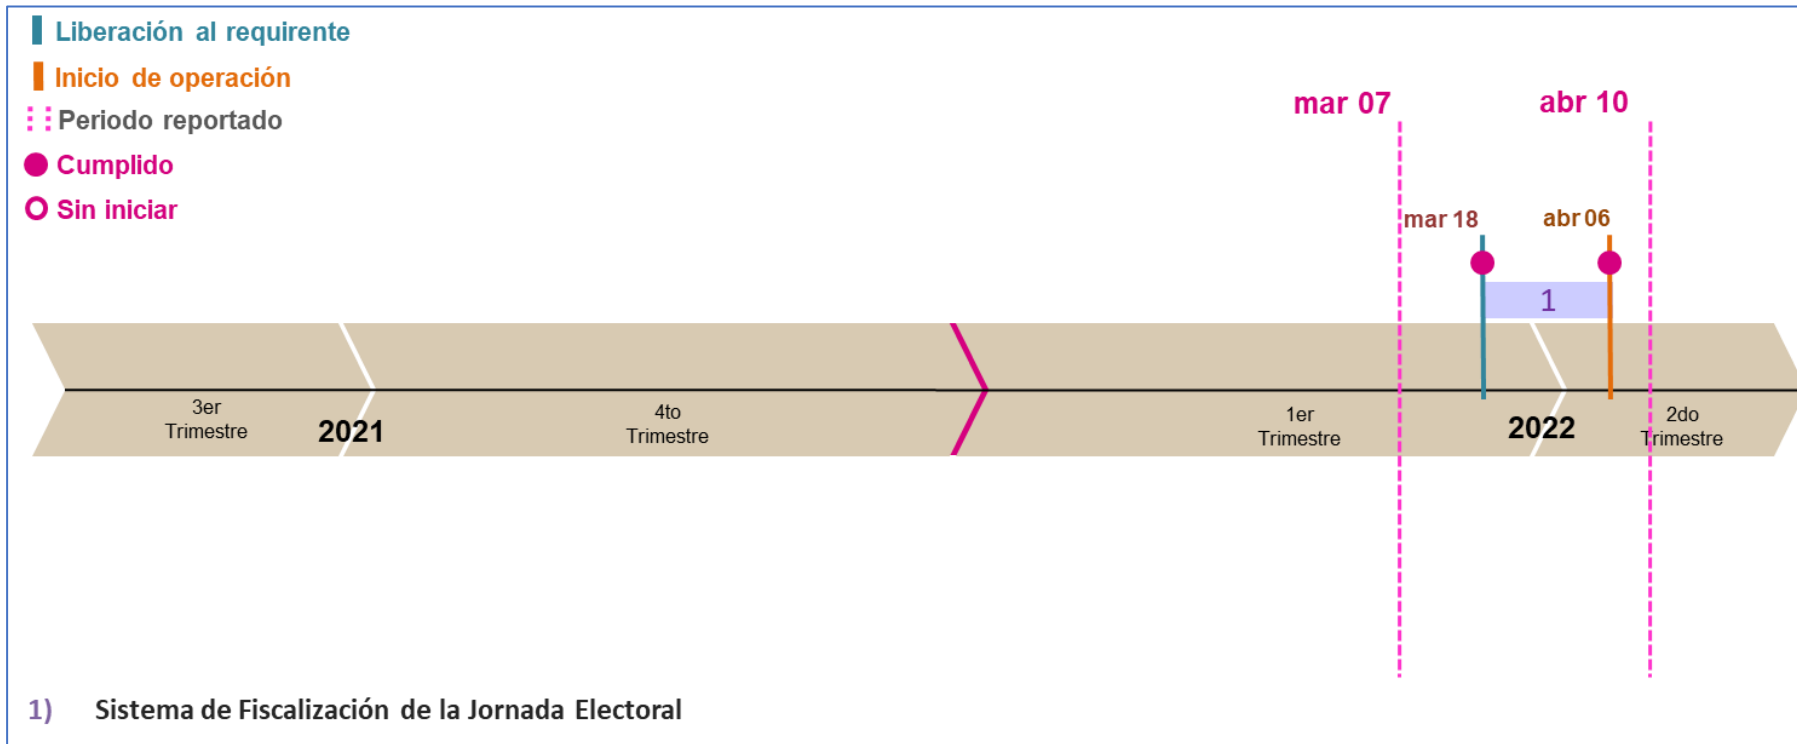 Liberación al requirente
Inicio de operación
Periodo reportado
Cumplido
Sin iniciar
mar 07
abr 10
mar 18
abr 06
1
3er
Trimestre
2021
4to
Trimestre
1er
Trimestre
2022
2do
Trimestre
1) Sistema de Fiscalización de la Jornada Electoral